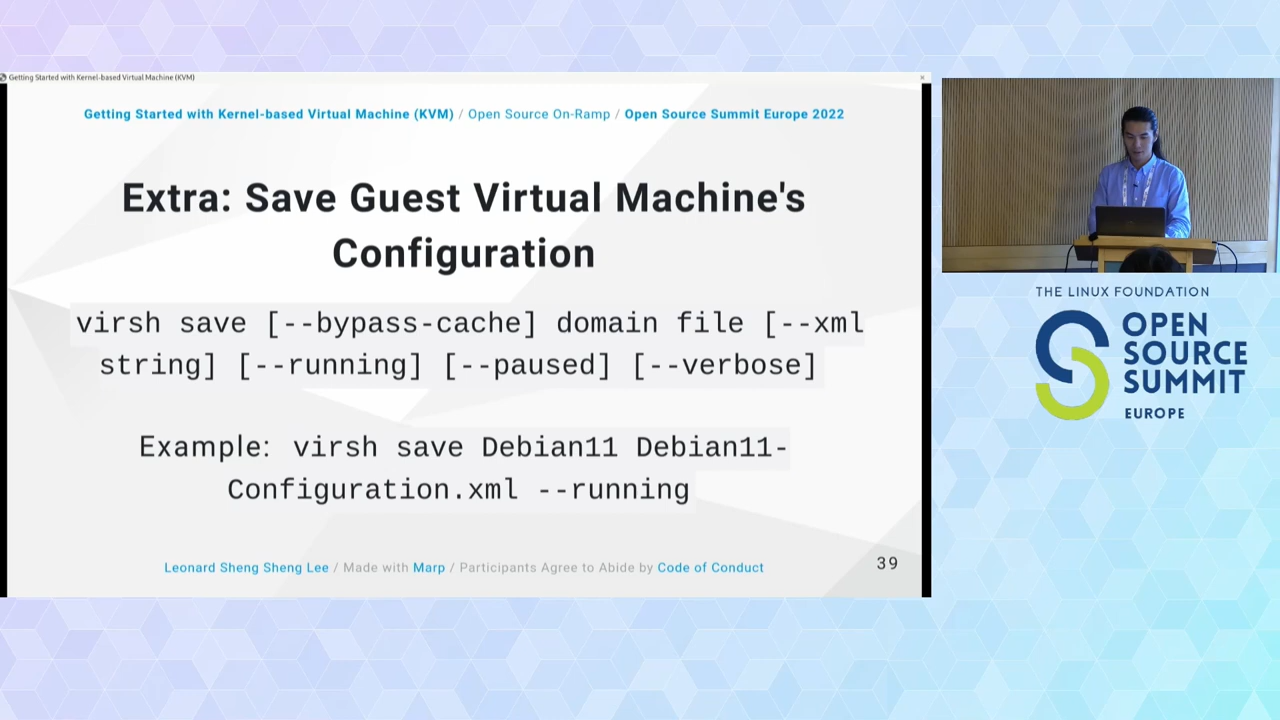 Getting Started with Kernel-based Virtual Machine (KVM)
Getting Started with Kernel-based Virtual Machine (KVM) / Open Source On-Ramp / Open Source Summit Europe 2022
Extra: Save Guest Virtual Machine's
Configuration
virsh save [--bypass-cache] domain file [--xml
string] [--running] [--paused] [--verbose]
Example: virsh save Debian11 Debian11-
Configuration.xml --running
Leonard Sheng Sheng Lee / Made with Marp / Participants Agree to Abide by Code of Conduct
39
THE LINUX FOUNDATION
OPEN
SOURCE
SUMMIT
EUROPE